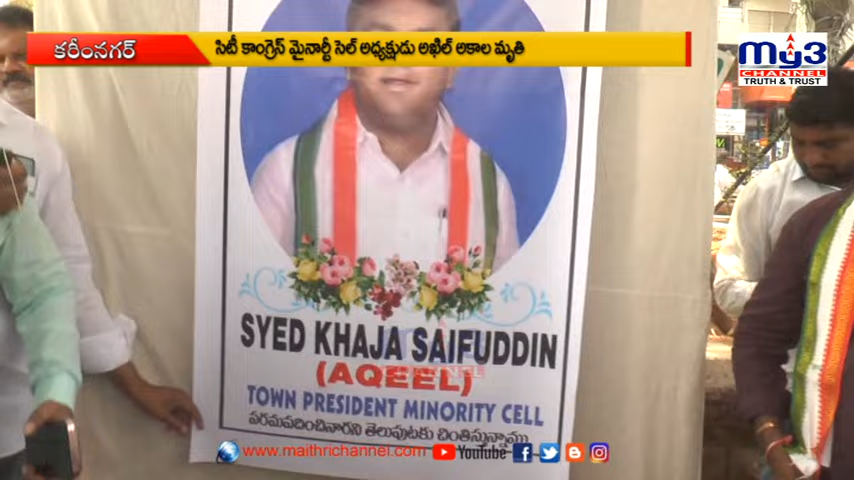 కరీంనగర్
సిటీ కాంగ్రెస్ మైనార్టీ సెల్ అధ్యక్షుడు అఖీల్ అకాల మృతి
my3
CHANNEL
TRUTH & TRUST
SYED KHAJA SAIFUDDIN
(AQEEL)
TOWN PRESIDENT MINORITY CELL
పరమవదించినారని తెలుపుటకు చింతిస్తున్నాము
www.maithrichannel.com YouTube